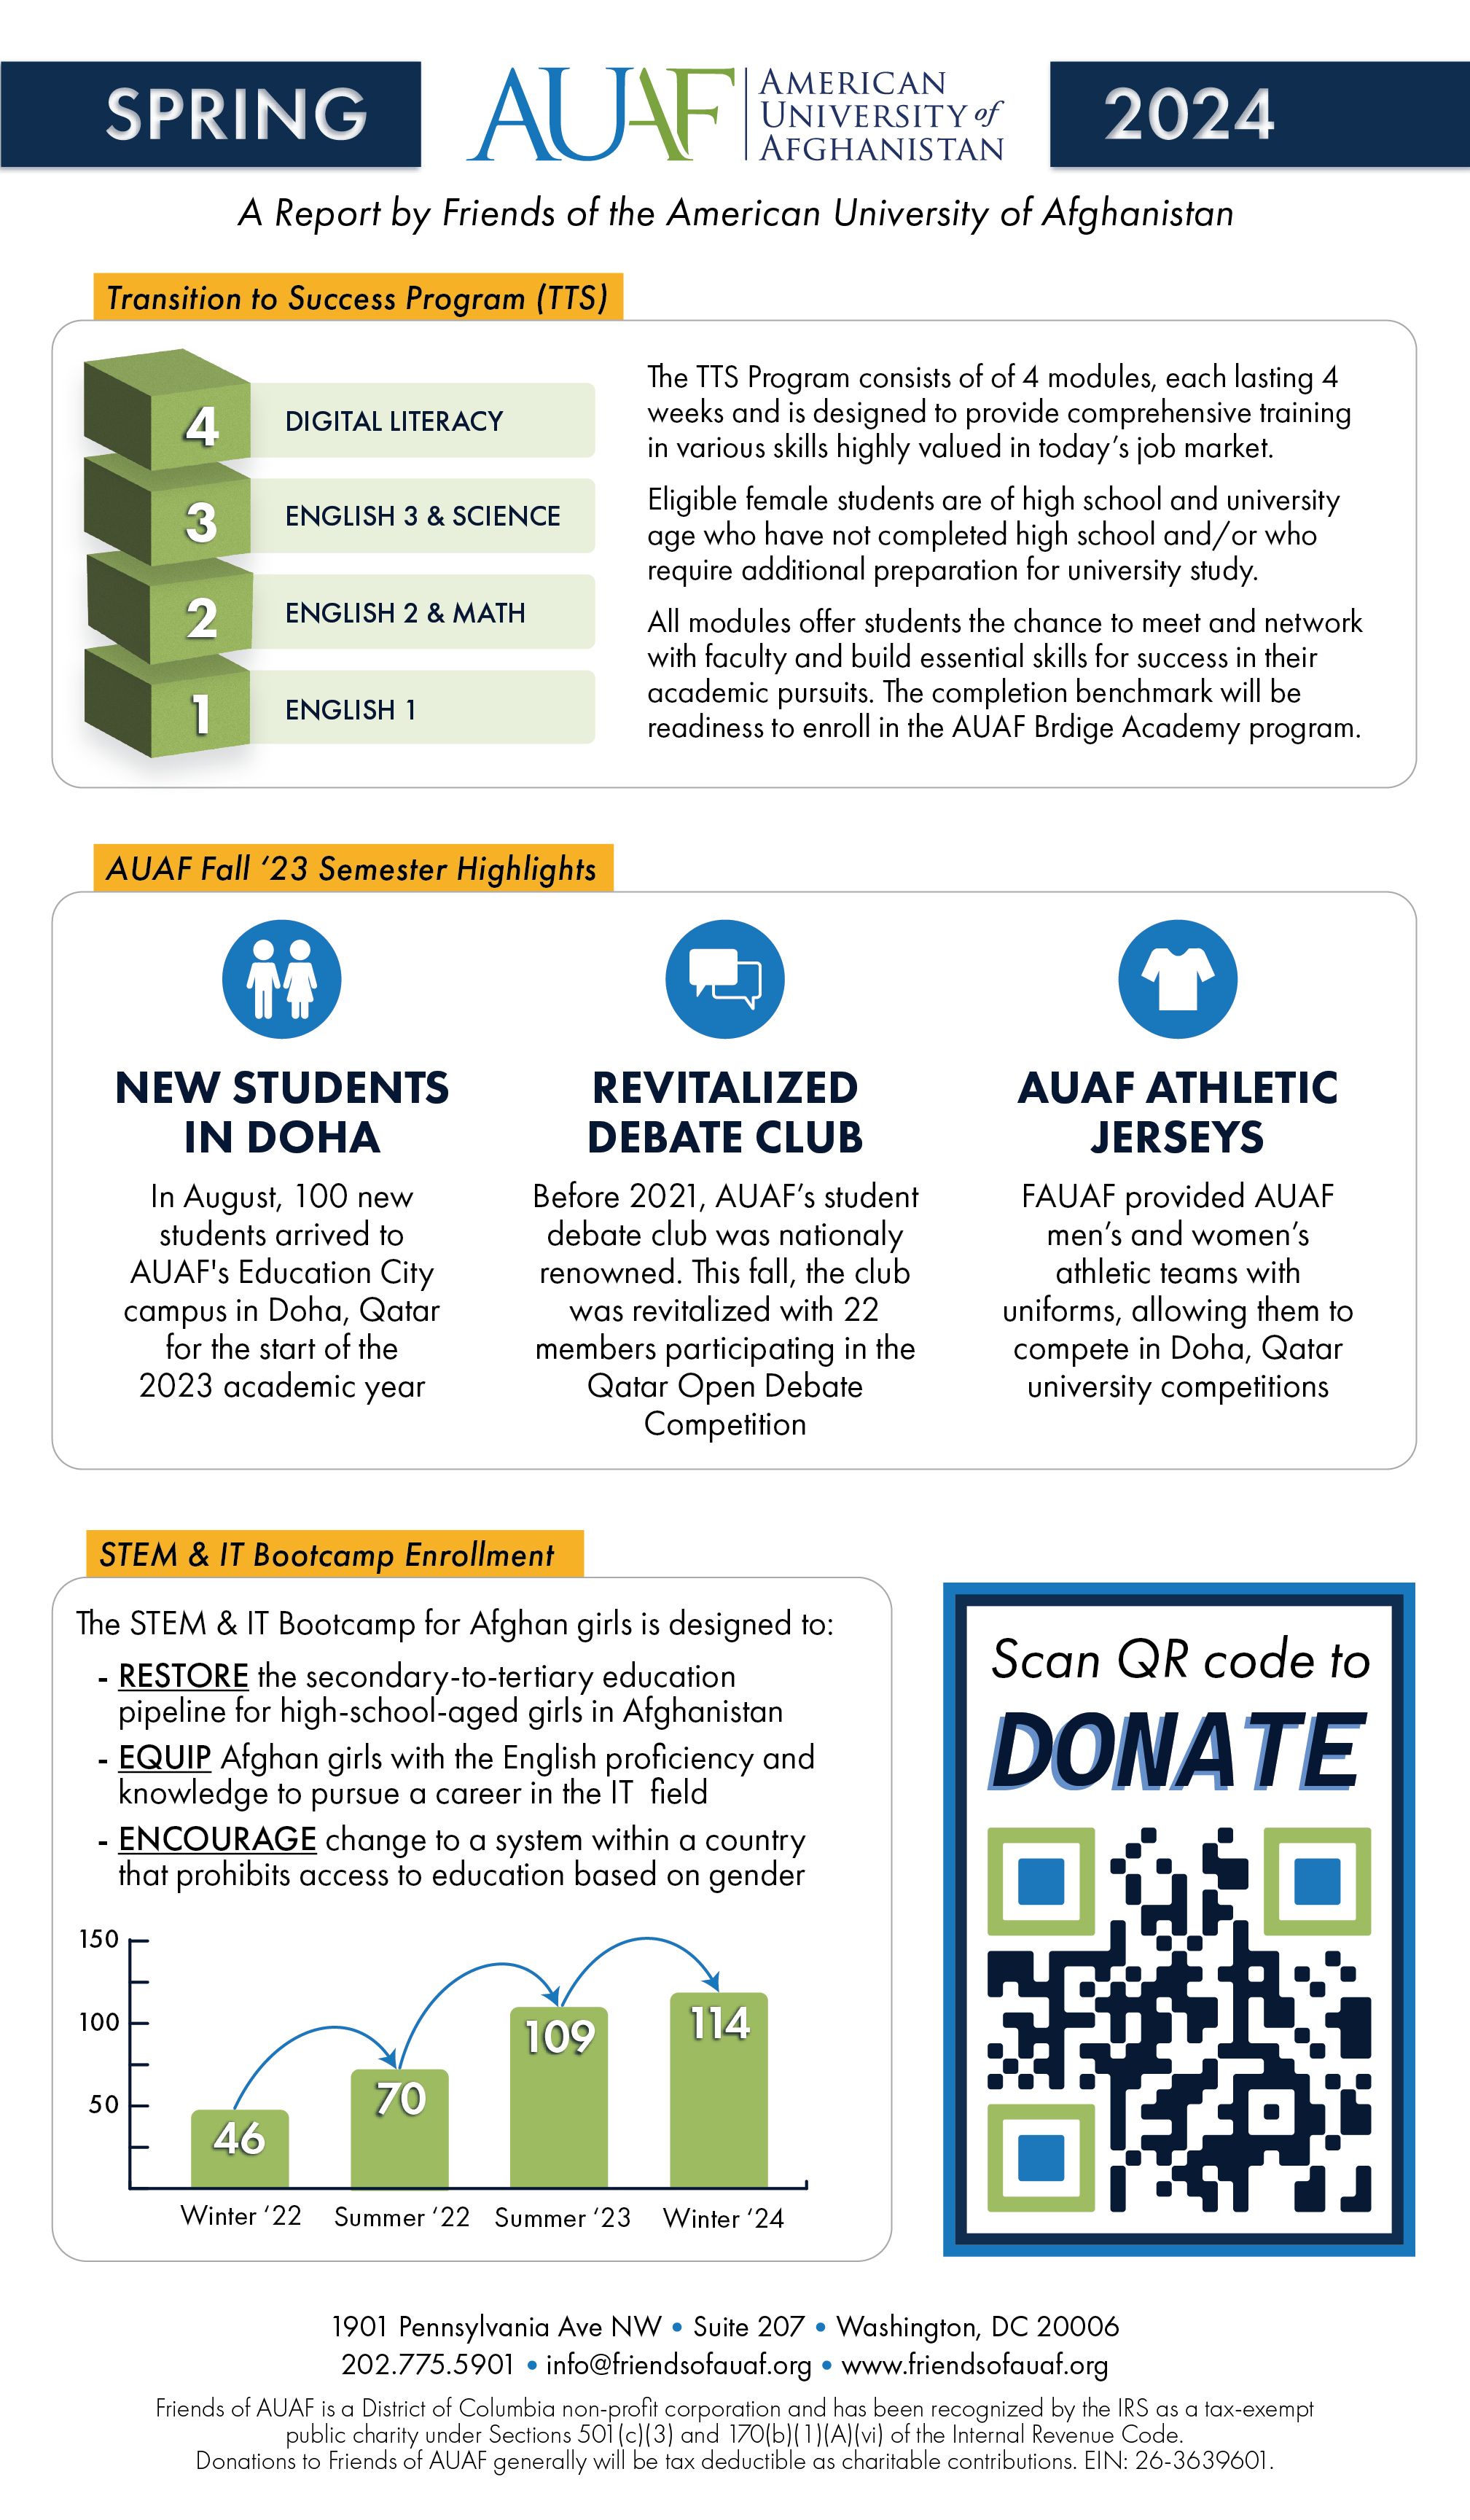 SPRING
AUAF
AMERICAN
UNIVERSITY of
AFGHANISTAN
2024
A Report by Friends of the American University of Afghanistan
Transition to Success Program (TTS)
4 DIGITAL LITERACY
3 ENGLISH 3 & SCIENCE
2 ENGLISH 2 & MATH
1 ENGLISH 1
The TTS Program consists of of 4 modules, each lasting 4
weeks and is designed to provide comprehensive training
in various skills highly valued in today's job market.
Eligible female students are of high school and university
age who have not completed high school and/or who
require additional preparation for university study.
All modules offer students the chance to meet and network
with faculty and build essential skills for success in their
academic pursuits. The completion benchmark will be
readiness to enroll in the AUAF Brdige Academy program.
AUAF Fall ‘23 Semester Highlights
NEW STUDENTS
IN DOHA
In August, 100 new
students arrived to
AUAF's Education City
campus in Doha, Qatar
for the start of the
2023 academic year
REVITALIZED
DEBATE CLUB
Before 2021, AUAF’s student
debate club was nationaly
renowned. This fall, the club
was revitalized with 22
members participating in the
Qatar Open Debate
Competition
AUAF ATHLETIC
JERSEYS
FAUAF provided AUAF
men’s and women’s
athletic teams with
uniforms, allowing them to
compete in Doha, Qatar
university competitions
STEM & IT Bootcamp Enrollment
The STEM & IT Bootcamp for Afghan girls is designed to:
- RESTORE the secondary-to-tertiary education
pipeline for high-school-aged girls in Afghanistan
- EQUIP Afghan girls with the English proficiency and
knowledge to pursue a career in the IT field
- ENCOURAGE change to a system within a country
that prohibits access to education based on gender
150
100
50
46
70
109
114
Winter ‘22
Summer ‘22
Summer ‘23
Winter ‘24
Scan QR code to
DONATE
1901 Pennsylvania Ave NW • Suite 207 • Washington, DC 20006
202.775.5901 • info@friendsofauaf.org • www.friendsofauaf.org
Friends of AUAF is a District of Columbia non-profit corporation and has been recognized by the IRS as a tax-exempt
public charity under Sections 501(c)(3) and 170(b)(1)(A)(vi) of the Internal Revenue Code.
Donations to Friends of AUAF generally will be tax deductible as charitable contributions. EIN: 26-3639601.